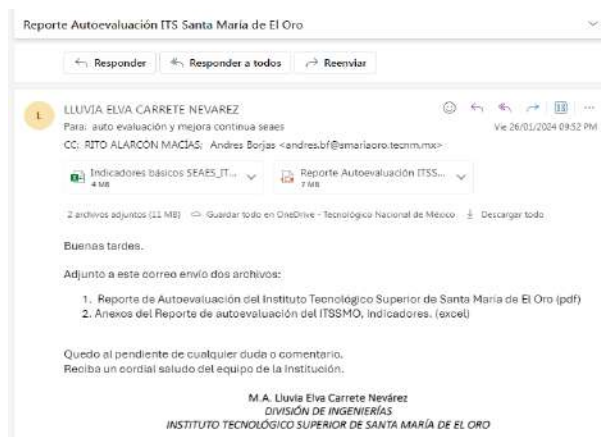 Reporte Autoevaluación ITS Santa María de El Oro
Responder
Responder a todos
Reenviar
L
LLUVIA ELVA CARRETE NEVAREZ
Para: auto evaluación y mejora continua seaes
Vie 26/01/2024 09:52 PM
CC: RITO ALARCON MACÍAS; Andres Borjas <andres.bf@smariaoro.tecnm.mx>
Indicadores básicos SEAES_IT...
4 MB
Reporte Autoevaluación ITSS...
7 MB
2 archivos adjuntos (11 MB) Guardar todo en OneDrive - Tecnológico Nacional de México Descargar todo
Buenas tardes.
Adjunto a este correo envío dos archivos:
1. Reporte de Autoevaluación del Instituto Tecnológico Superior de Santa María de El Oro (pdf)
2. Anexos del Reporte de autoevaluación del ITSSMO, indicadores. (excel)
Quedo al pendiente de cualquier duda o comentario.
Reciba un cordial saludo del equipo de la Institución.
M.A. Lluvia Elva Carrete Nevárez
DIVISIÓN DE INGENIERÍAS
INSTITUTO TECNOLÓGICO SUPERIOR DE SANTA MARÍA DE EL ORO